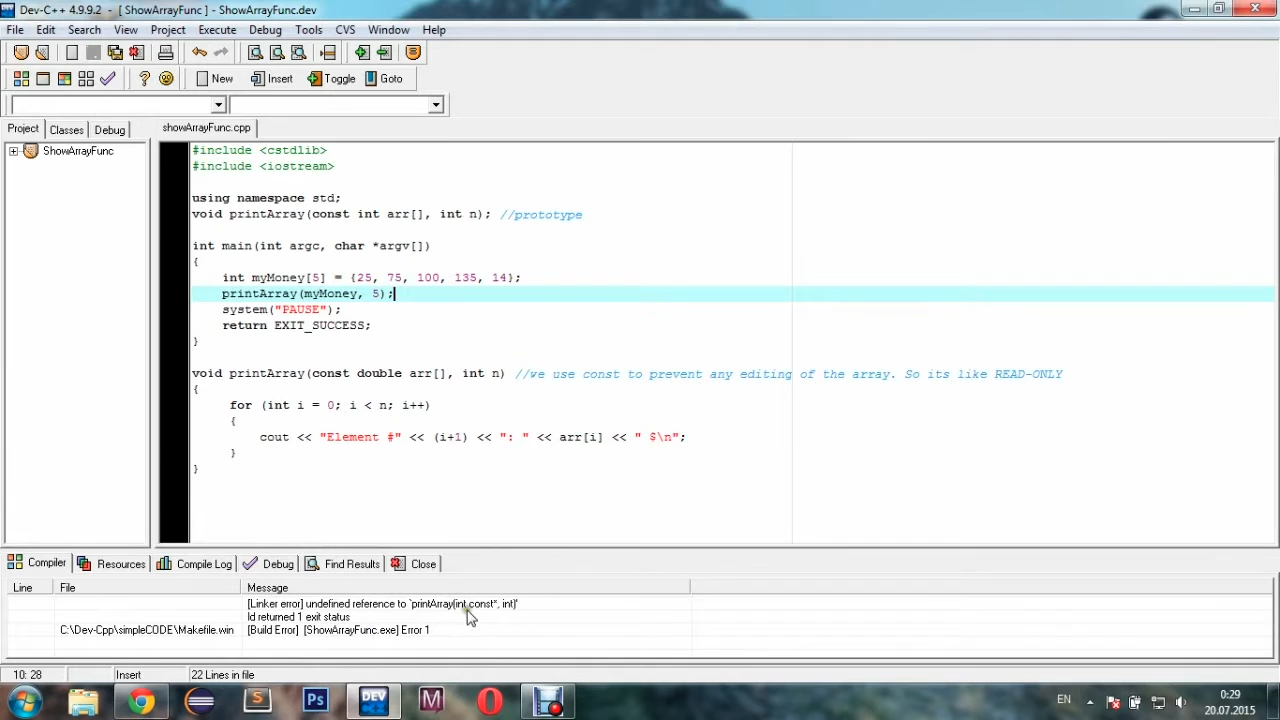 Dev-C++ 4.9.9.2 - [ ShowArrayFunc ] - ShowArrayFunc.dev
File Edit Search View Project Execute Debug Tools CVS Window Help
New Insert Toggle Goto
Project Classes Debug showArrayFunc.cpp
ShowArrayFunc
#include <cstdlib>
#include <iostream>
using namespace std;
void printArray(const int arr[], int n); //prototype
int main(int argc, char *argv[])
{
int myMoney[5] = {25, 75, 100, 135, 14};
printArray(myMoney, 5);
system("PAUSE");
return EXIT_SUCCESS;
}
void printArray(const double arr[], int n) //we use const to prevent any editing of the array. So its like READ-ONLY
{
for (int i = 0; i < n; i++)
{
cout << "Element #" << (i+1) << ": " << arr[i] << " $\n";
}
}
Compiler Resources Compile Log Debug Find Results Close
Line File Message
[Linker error] undefined reference to `printArray(int const*, int)'
ld returned 1 exit status
C:\Dev-Cpp\simpleCODE\Makefile.win [Build Error] [ShowArrayFunc.exe] Error 1
10: 28 Insert 22 Lines in file
S Ps DEV M EN 0:29
20.07.2015